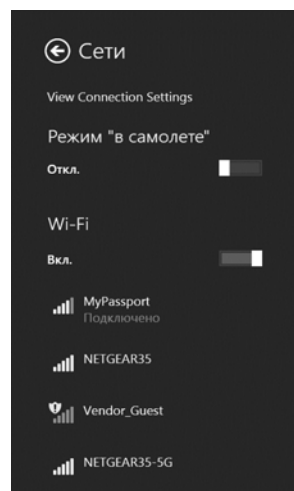 Сети
View Connection Settings
Режим "в самолете"
Откл.
Wi-Fi
Вкл.
MyPassport
Подключено
NETGEAR35
Vendor_Guest
NETGEAR35-5G